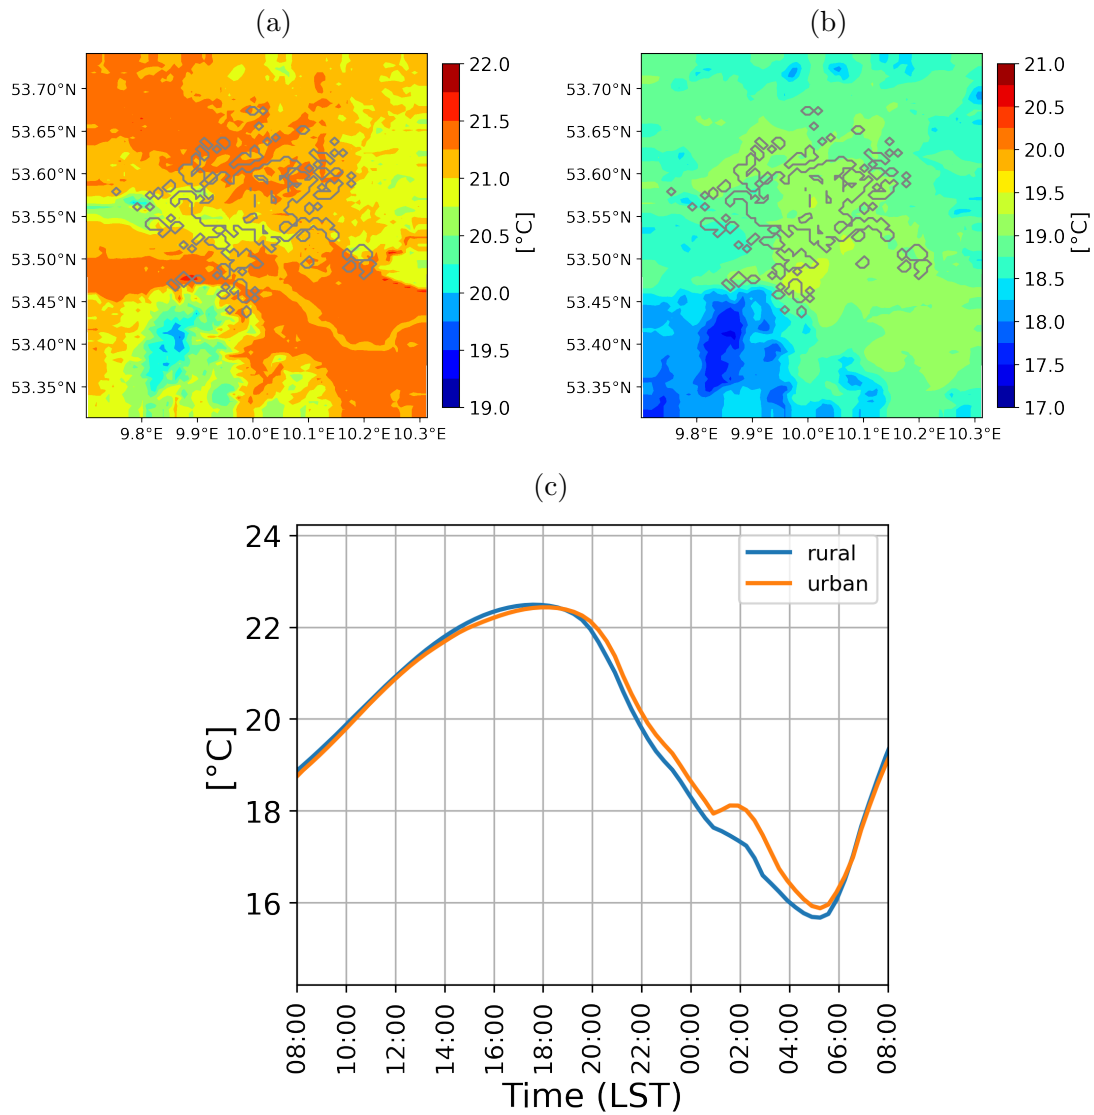 (a)
53.70°N
53.65°N
53.60°N
53.55°N
53.50°N
53.45°N
53.40°N
53.35°N
9.8°E 9.9°E 10.0°E 10.1°E 10.2°E 10.3°E
22.0
21.5
21.0
20.5
20.0
19.5
19.0
[°C]
(b)
53.70°N
53.65°N
53.60°N
53.55°N
53.50°N
53.45°N
53.40°N
53.35°N
9.8°E 9.9°E 10.0°E 10.1°E 10.2°E 10.3°E
21.0
20.5
20.0
19.5
19.0
18.5
18.0
17.5
17.0
[°C]
(c)
24
22
20
18
16
[°C]
rural
urban
08:00 10:00 12:00 14:00 16:00 18:00 20:00 22:00 00:00 02:00 04:00 06:00 08:00
Time (LST)